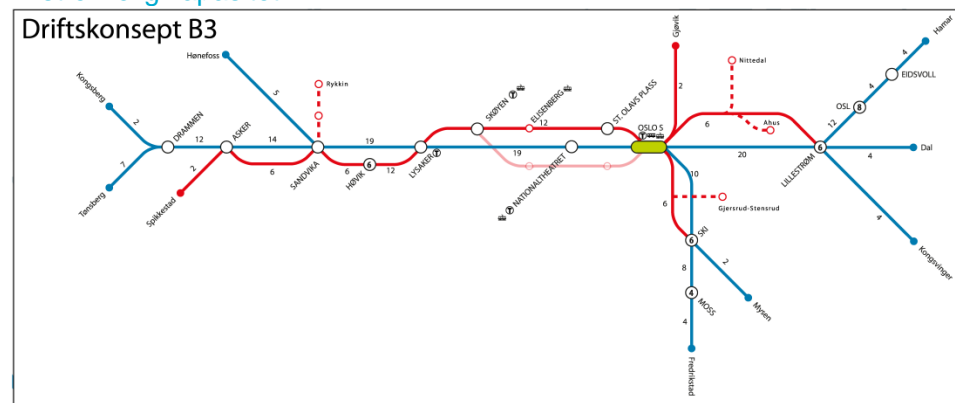 Driftskonsept B3
Hønefoss
Rykkin
Kongsberg
DRAMMEN
ASKER
SANDVIKA
HØVIK
LYSAKER
SKØYEN
ELISENBERG
ST. OLAVS PLASS
OSLO S
NATIONALTHEATRET
Gjøvik
Nittedal
Ahus
Hamar
EIDSVOLL
OSL
LILLESTRØM
Dal
Kongsvinger
Gjersrud-Stensrud
SKI
Mysen
MOSS
Fredrikstad
Tønsberg
Spikkestad
2
7
12
14
5
19
6
2
6
6
12
12
19
2
6
20
10
6
6
8
2
4
4
6
12
8
4
4
4
4